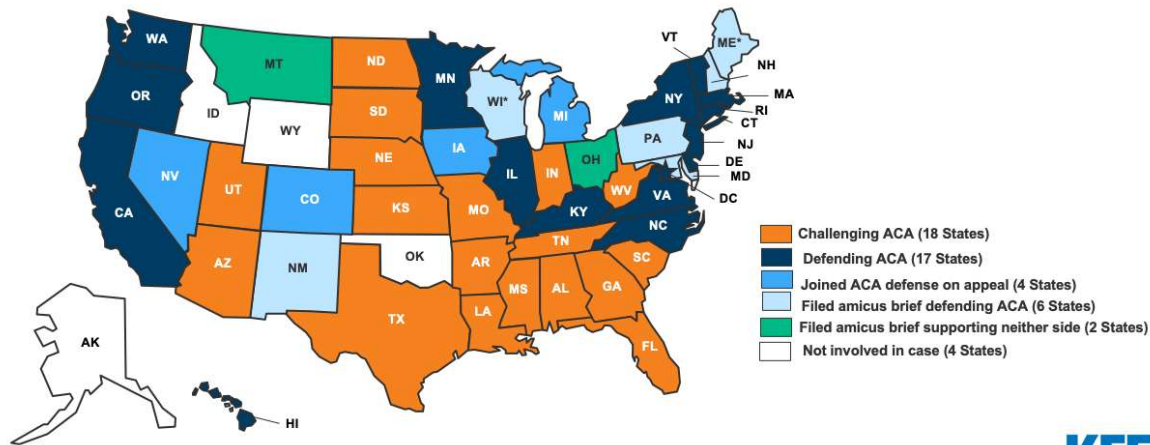 WA
OR
CA
NV
ID
MT
WY
UT
CO
AZ
NM
ND
SD
NE
KS
OK
TX
MN
IA
MO
AR
LA
WI*
IL
MI
IN
OH
KY
TN
MS
AL
GA
FL
SC
NC
VA
WV
PA
NY
VT
ME*
NH
MA
RI
CT
NJ
DE
MD
DC
AK
HI
Challenging ACA (18 States)
Defending ACA (17 States)
Joined ACA defense on appeal (4 States)
Filed amicus brief defending ACA (6 States)
Filed amicus brief supporting neither side (2 States)
Not involved in case (4 States)